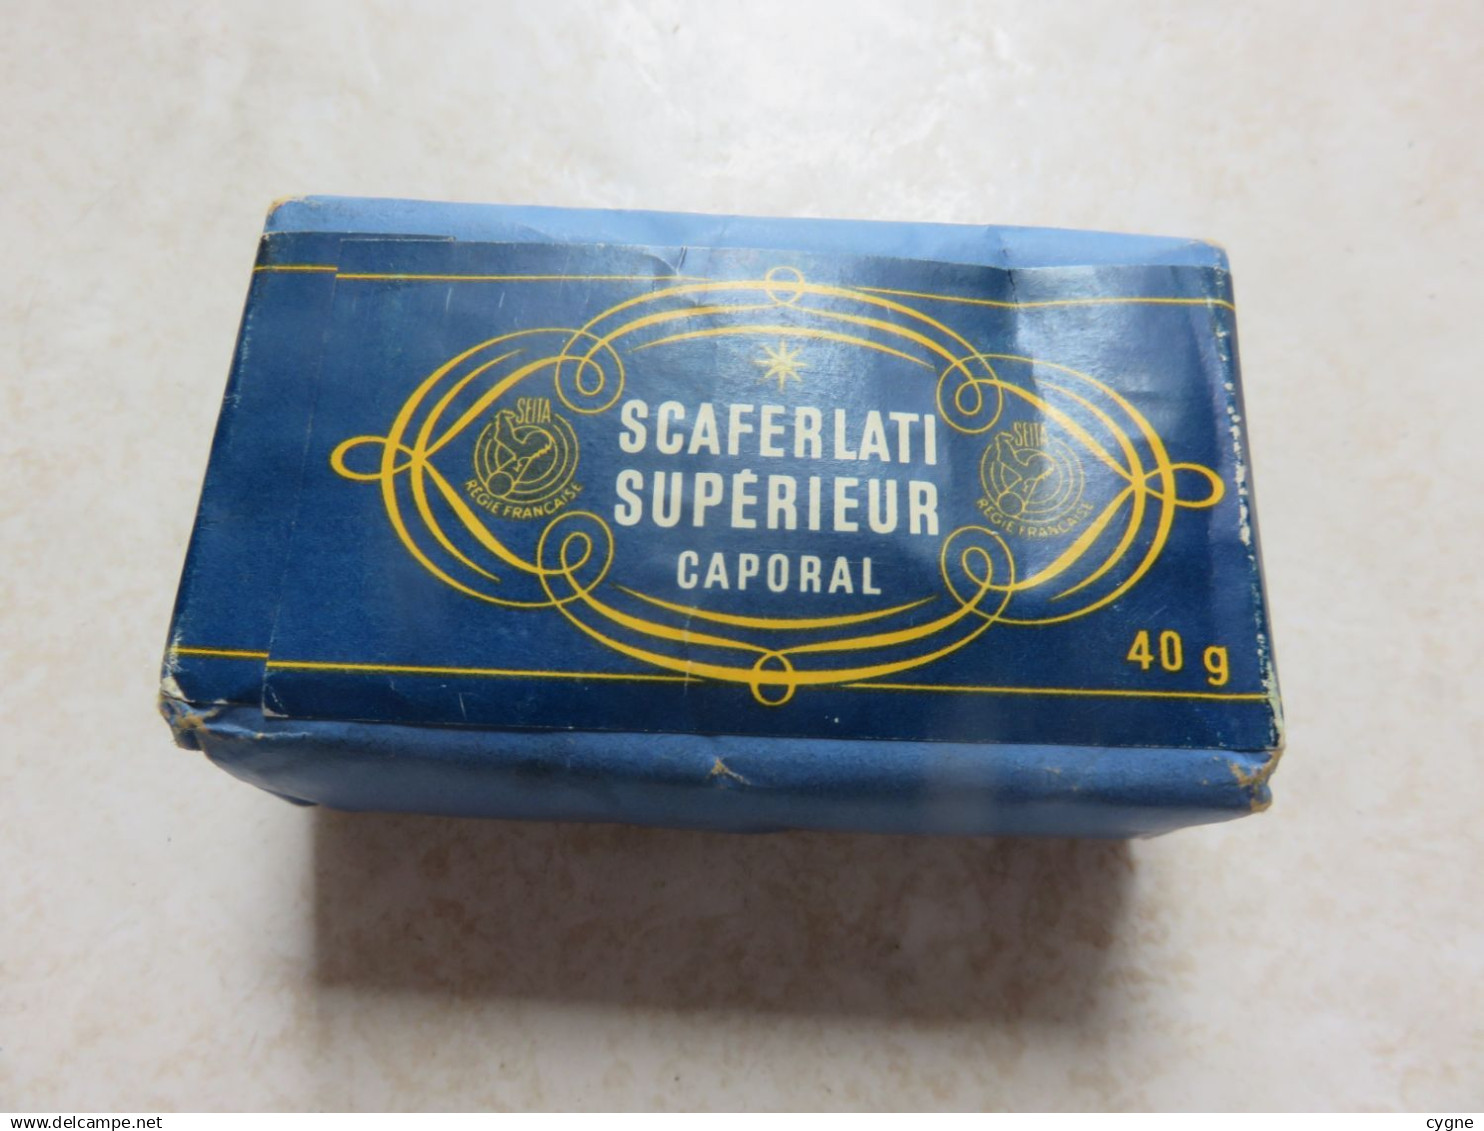 SCAFERLATI
SUPÉRIEUR
CAPORAL
SEITA
RÉGIE FRANÇAISE
SEITA
RÉGIE FRANÇAISE
40 g
www.delcampe.net
cygne